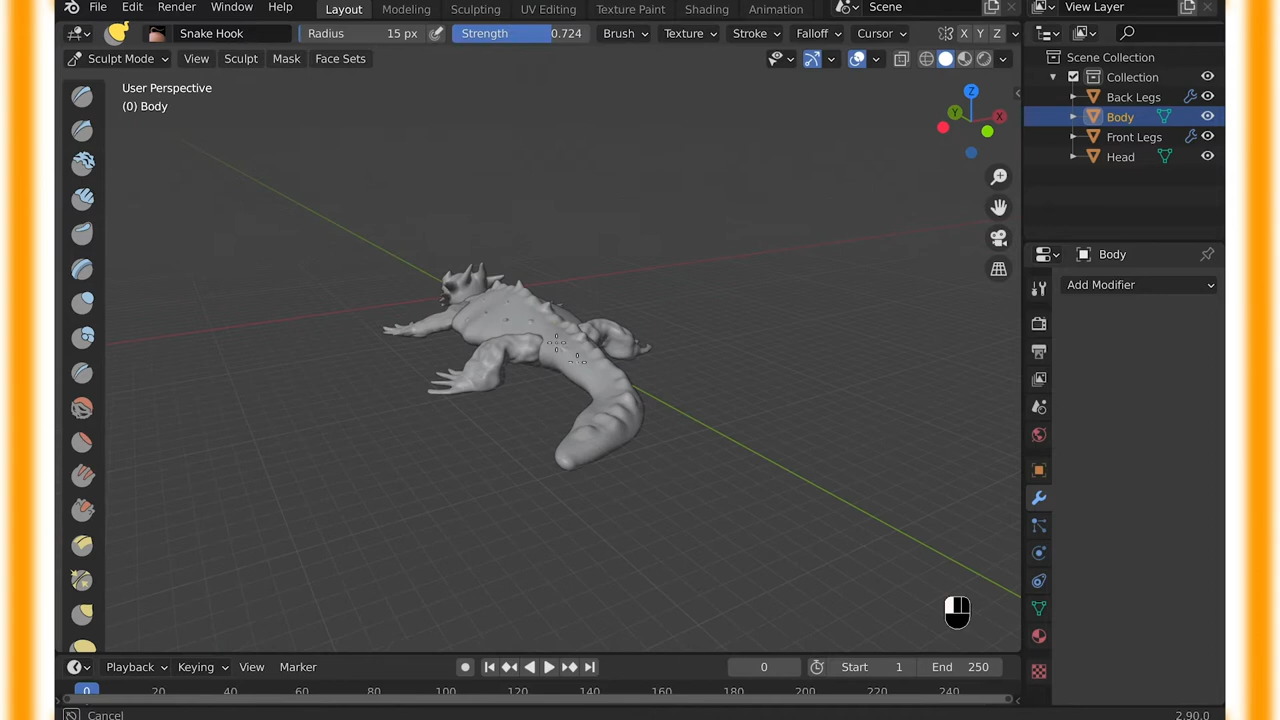 File Edit Render Window Help Layout Modeling Sculpting UV Editing Texture Paint Shading Animation Scene View Layer
Snake Hook Radius 15 px Strength 0.724 Brush Texture Stroke Falloff Cursor X Y Z
Sculpt Mode View Sculpt Mask Face Sets
Scene Collection
Collection
Back Legs
Body
Front Legs
Head
User Perspective
(0) Body
Z
Y
X
Body
Add Modifier
Playback Keying View Marker 0 Start 1 End 250
0 20 40 60 80 100 120 140 160 180 200 220 240
Cancel 2.90.0